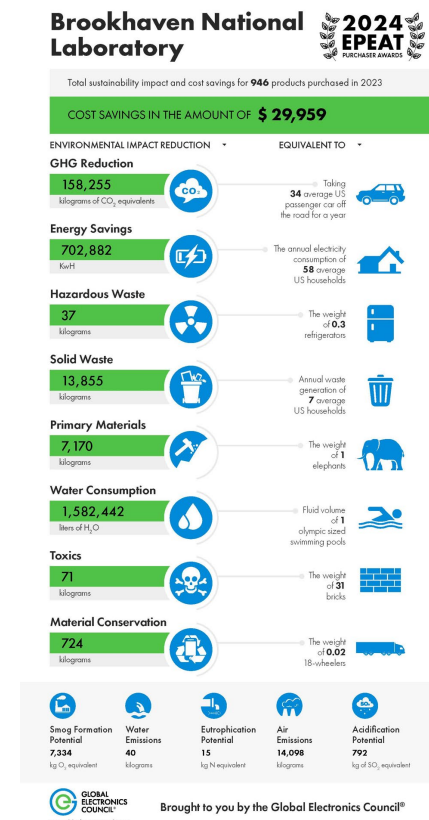 Brookhaven National
Laboratory
2024
EPEAT
PURCHASER AWARDS
Total sustainability impact and cost savings for 946 products purchased in 2023
COST SAVINGS IN THE AMOUNT OF $ 29,959
ENVIRONMENTAL IMPACT REDUCTION
EQUIVALENT TO
GHG Reduction
158,255
kilograms of CO₂ equivalents
CO₂
Taking
34 average US
passenger car off
the road for a year
Energy Savings
702,882
KwH
The annual electricity
consumption of
58 average
US households
Hazardous Waste
37
kilograms
The weight
of 0.3
refrigerators
Solid Waste
13,855
kilograms
Annual waste
generation of
7 average
US households
Primary Materials
7,170
kilograms
The weight
of 1
elephants
Water Consumption
1,582,442
liters of H₂O
Fluid volume
of 1
olympic sized
swimming pools
Toxics
71
kilograms
The weight
of 31
bricks
Material Conservation
724
kilograms
The weight
of 0.02
18-wheelers
Smog Formation
Potential
7,334
kg O₃ equivalent
Water
Emissions
40
kilograms
Eutrophication
Potential
15
kg N equivalent
Air
Emissions
14,098
kilograms
Acidification
Potential
792
kg of SO₂ equivalent
GLOBAL
ELECTRONICS
COUNCIL®
Brought to you by the Global Electronics Council®